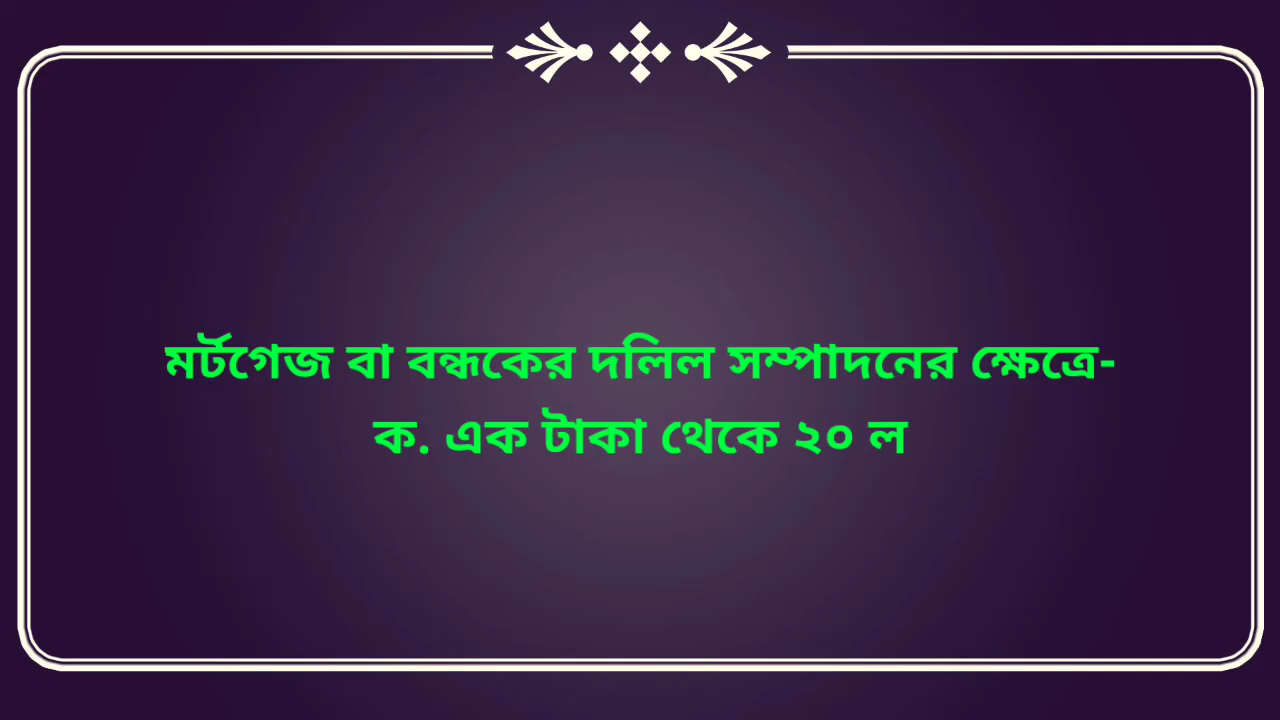 মর্টগেজ বা বন্ধকের দলিল সম্পাদনের ক্ষেত্রে-
ক. এক টাকা থেকে ২০ ল